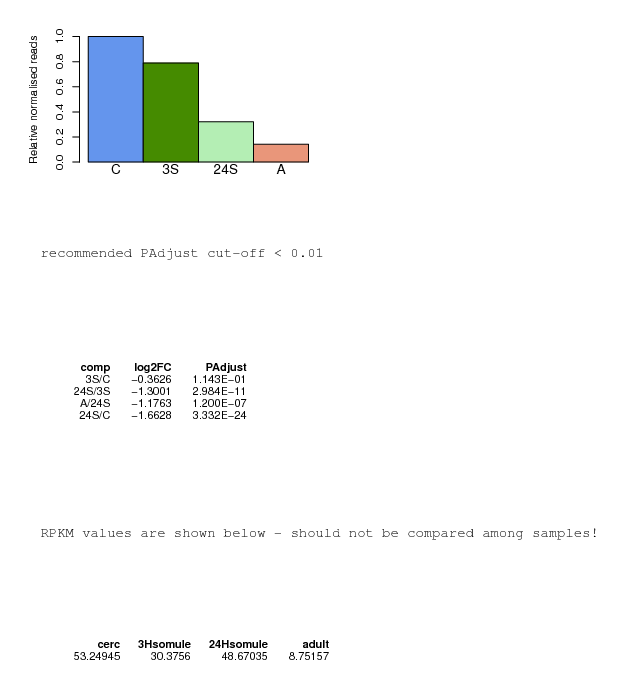 Relative normalised reads
1.0
0.8
0.6
0.4
0.2
0.0
C 3S 24S A
recommended PAdjust cut-off < 0.01
comp log2FC PAdjust
3S/C −0.3626 1.143E−01
24S/3S −1.3001 2.984E−11
A/24S −1.1763 1.200E−07
24S/C −1.6628 3.332E−24
RPKM values are shown below - should not be compared among samples!
cerc 3Hsomule 24Hsomule adult
53.24945 30.3756 48.67035 8.75157